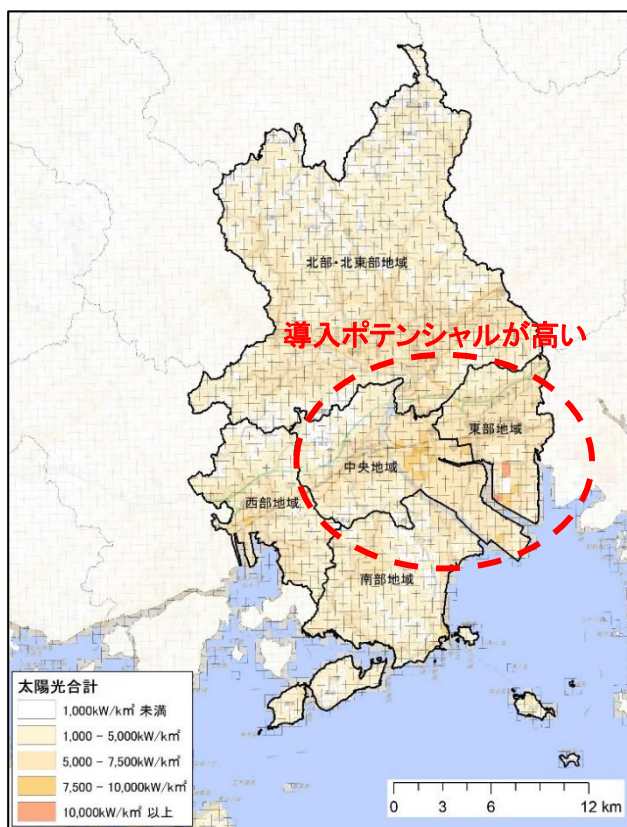 北部・北東部地域
導入ポテンシャルが高い
東部地域
中央地域
西部地域
南部地域
太陽光合計
1,000kW/k㎡ 未満
1,000 - 5,000kW/k㎡
5,000 - 7,500kW/k㎡
7,500 - 10,000kW/k㎡
10,000kW/k㎡ 以上
0 3 6 12 km